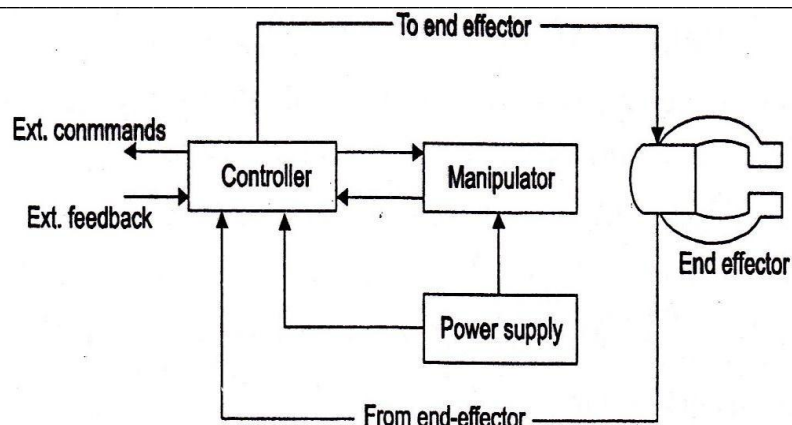 To end effector
Ext. conmmands
Controller
Manipulator
Ext. feedback
End effector
Power supply
From end-effector